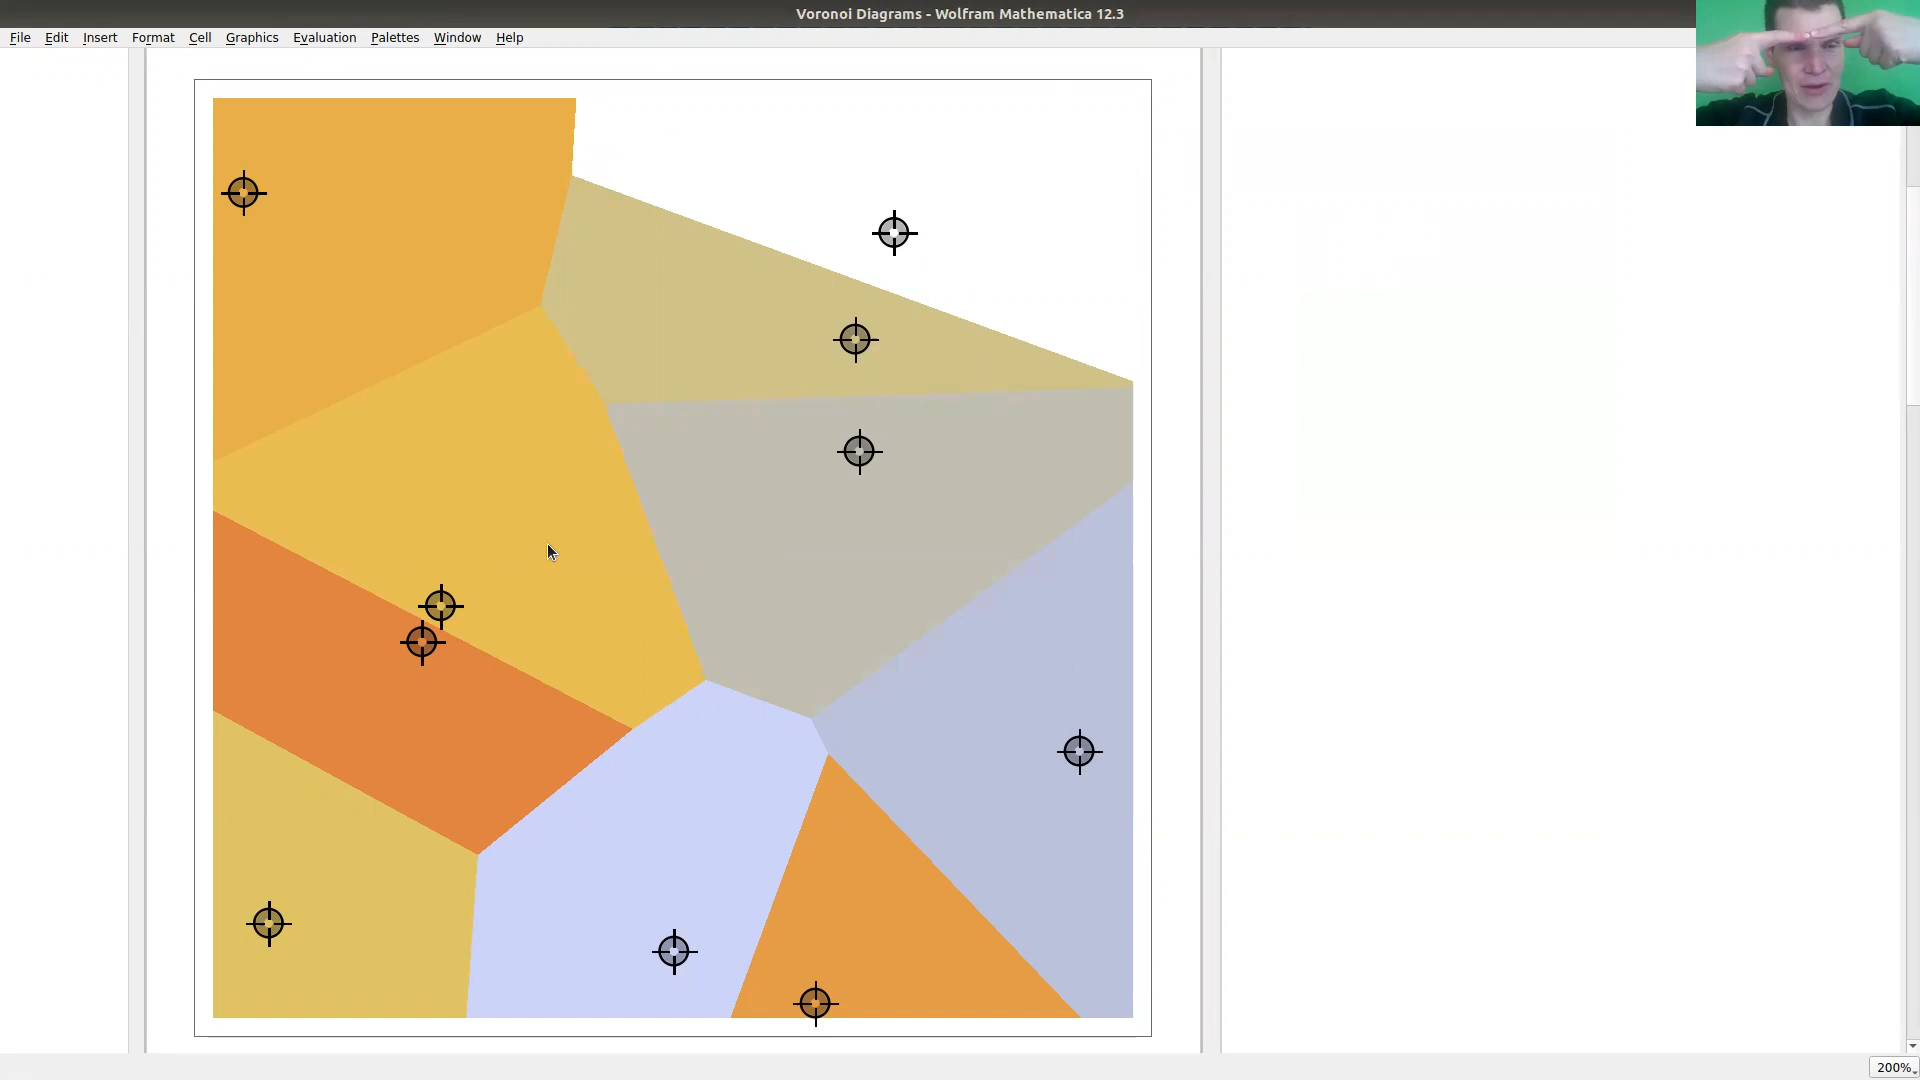 Voronoi Diagrams - Wolfram Mathematica 12.3
File Edit Insert Format Cell Graphics Evaluation Palettes Window Help
200%